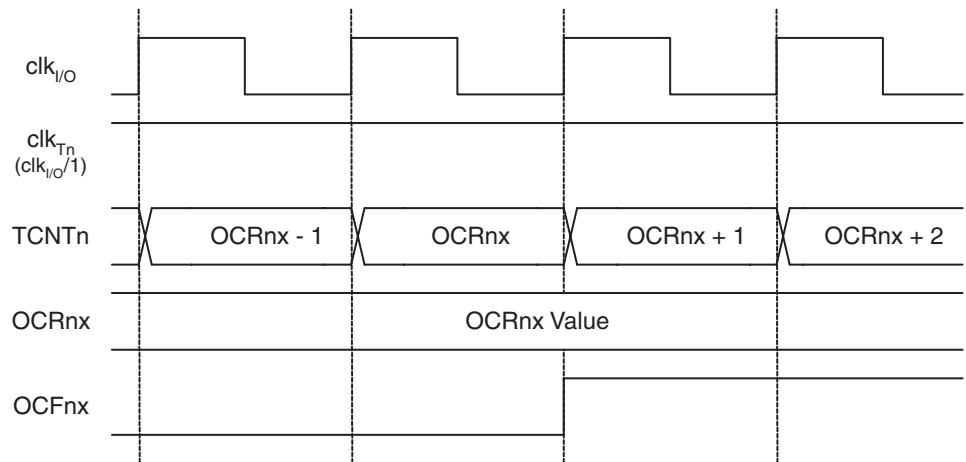 clkI/O
clkTn
(clkI/O/1)
TCNTn OCRnx - 1 OCRnx OCRnx + 1 OCRnx + 2
OCRnx OCRnx Value
OCFnx